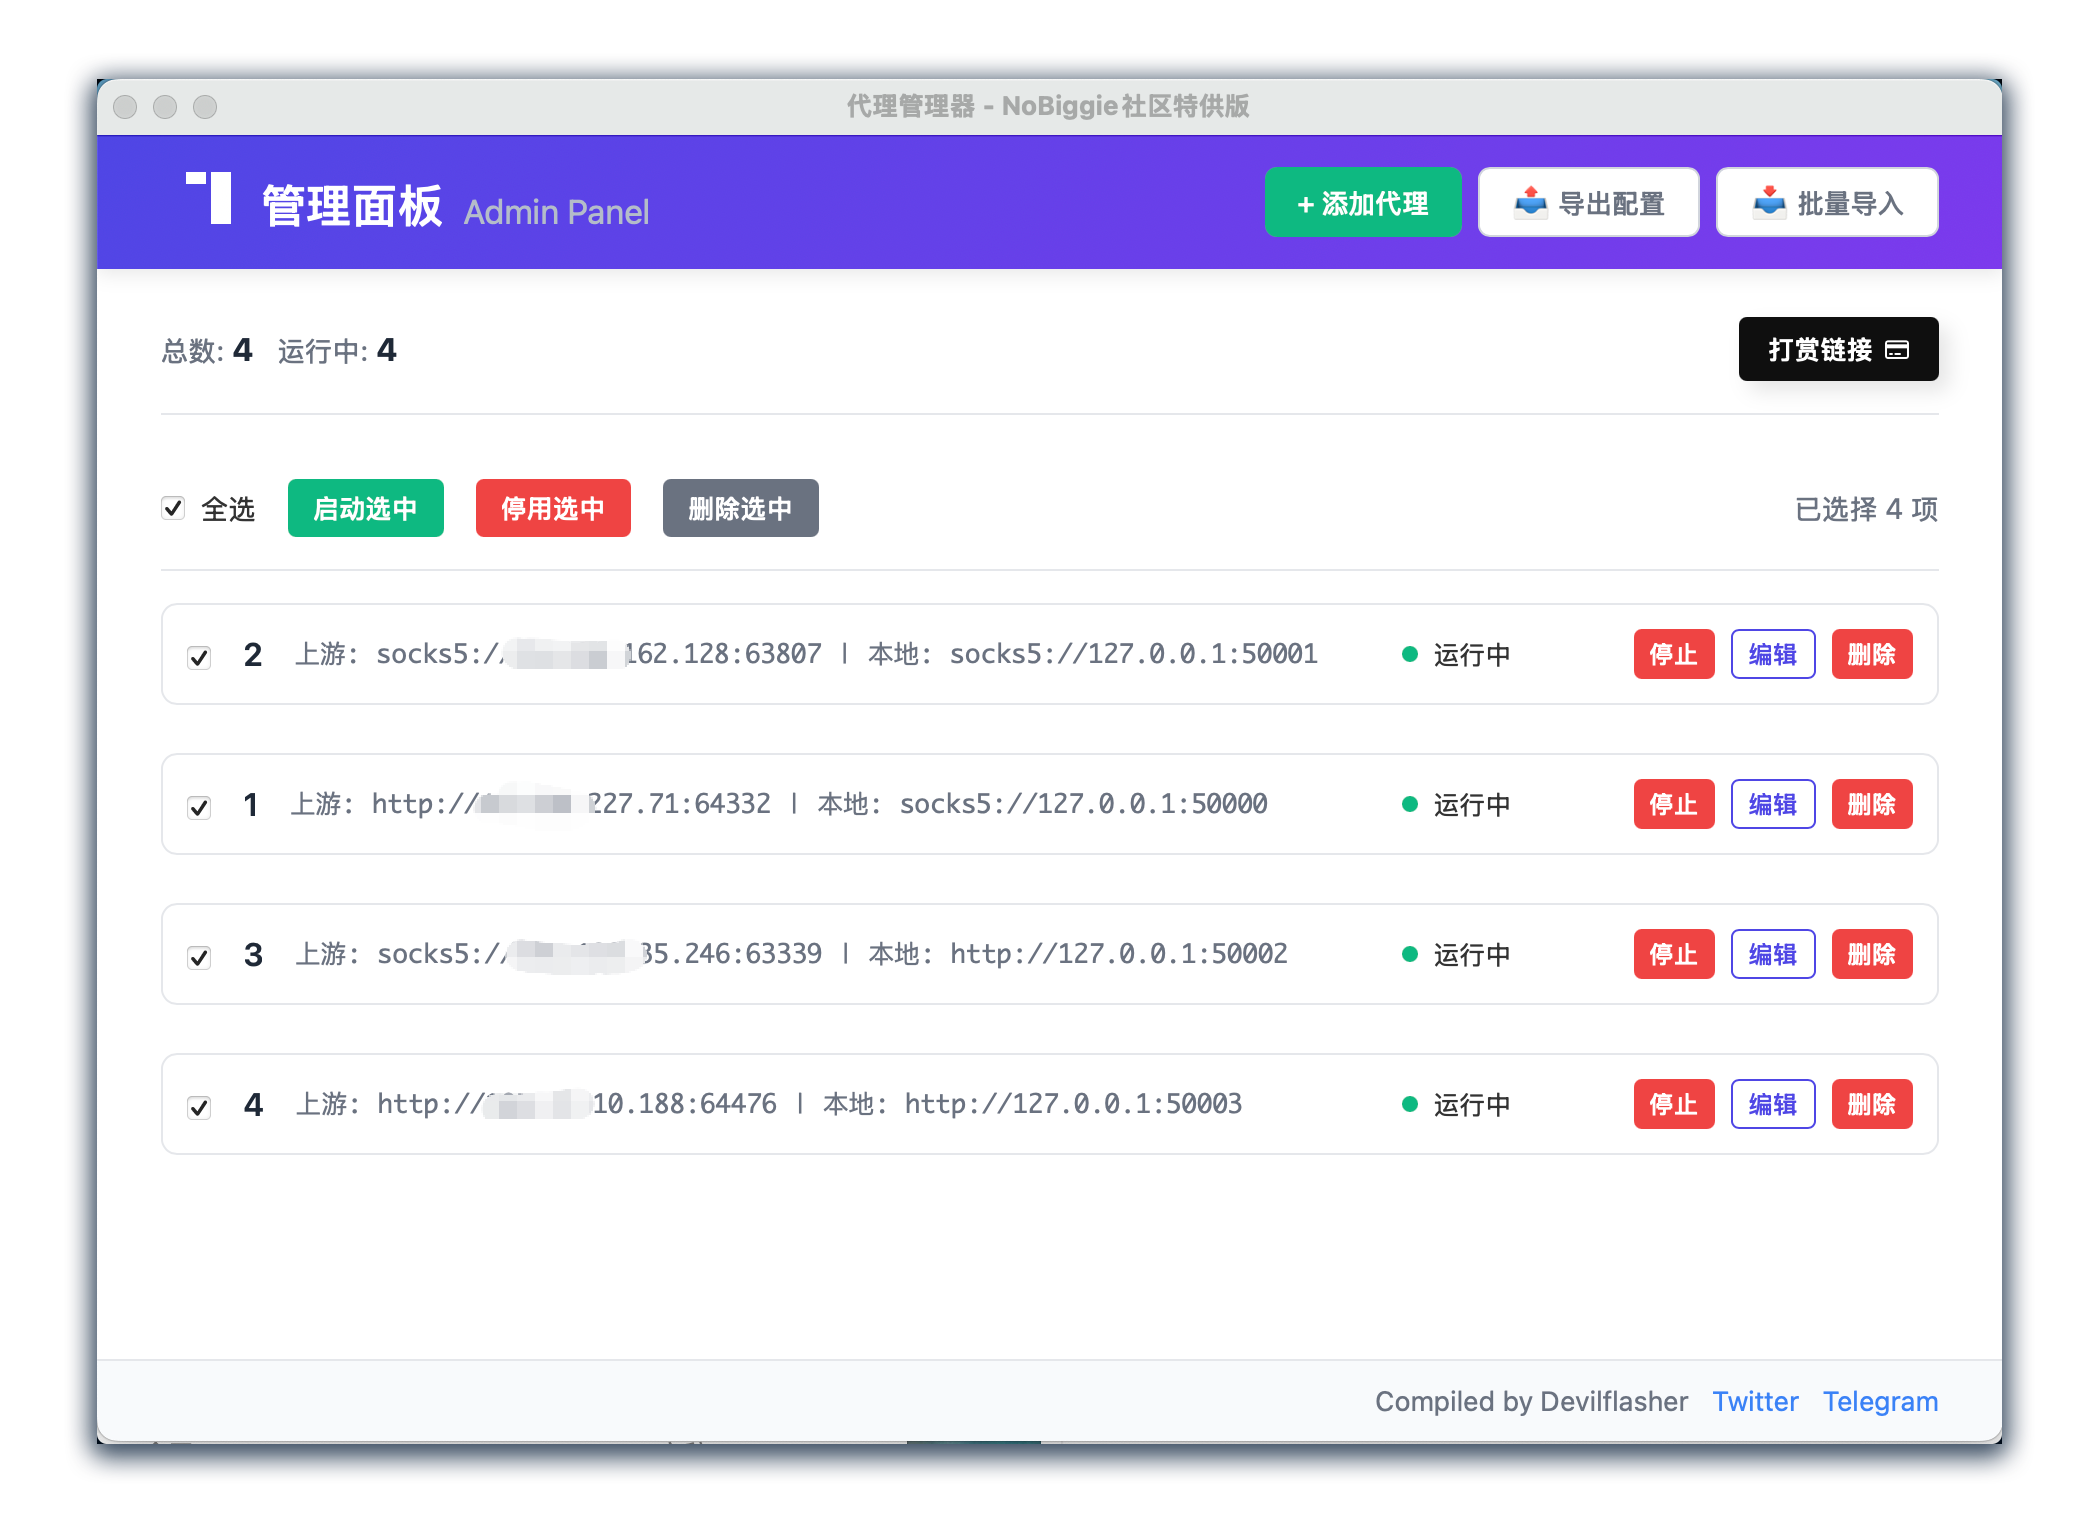 代理管理器 - NoBiggie社区特供版
管理面板 Admin Panel
+ 添加代理
导出配置
批量导入
总数: 4 运行中: 4
打赏链接
全选 启动选中 停用选中 删除选中 已选择 4 项
2 上游: socks5:// 162.128:63807 | 本地: socks5://127.0.0.1:50001 运行中 停止 编辑 删除
1 上游: http:// 227.71:64332 | 本地: socks5://127.0.0.1:50000 运行中 停止 编辑 删除
3 上游: socks5:// 35.246:63339 | 本地: http://127.0.0.1:50002 运行中 停止 编辑 删除
4 上游: http:// 10.188:64476 | 本地: http://127.0.0.1:50003 运行中 停止 编辑 删除
Compiled by Devilflasher Twitter Telegram